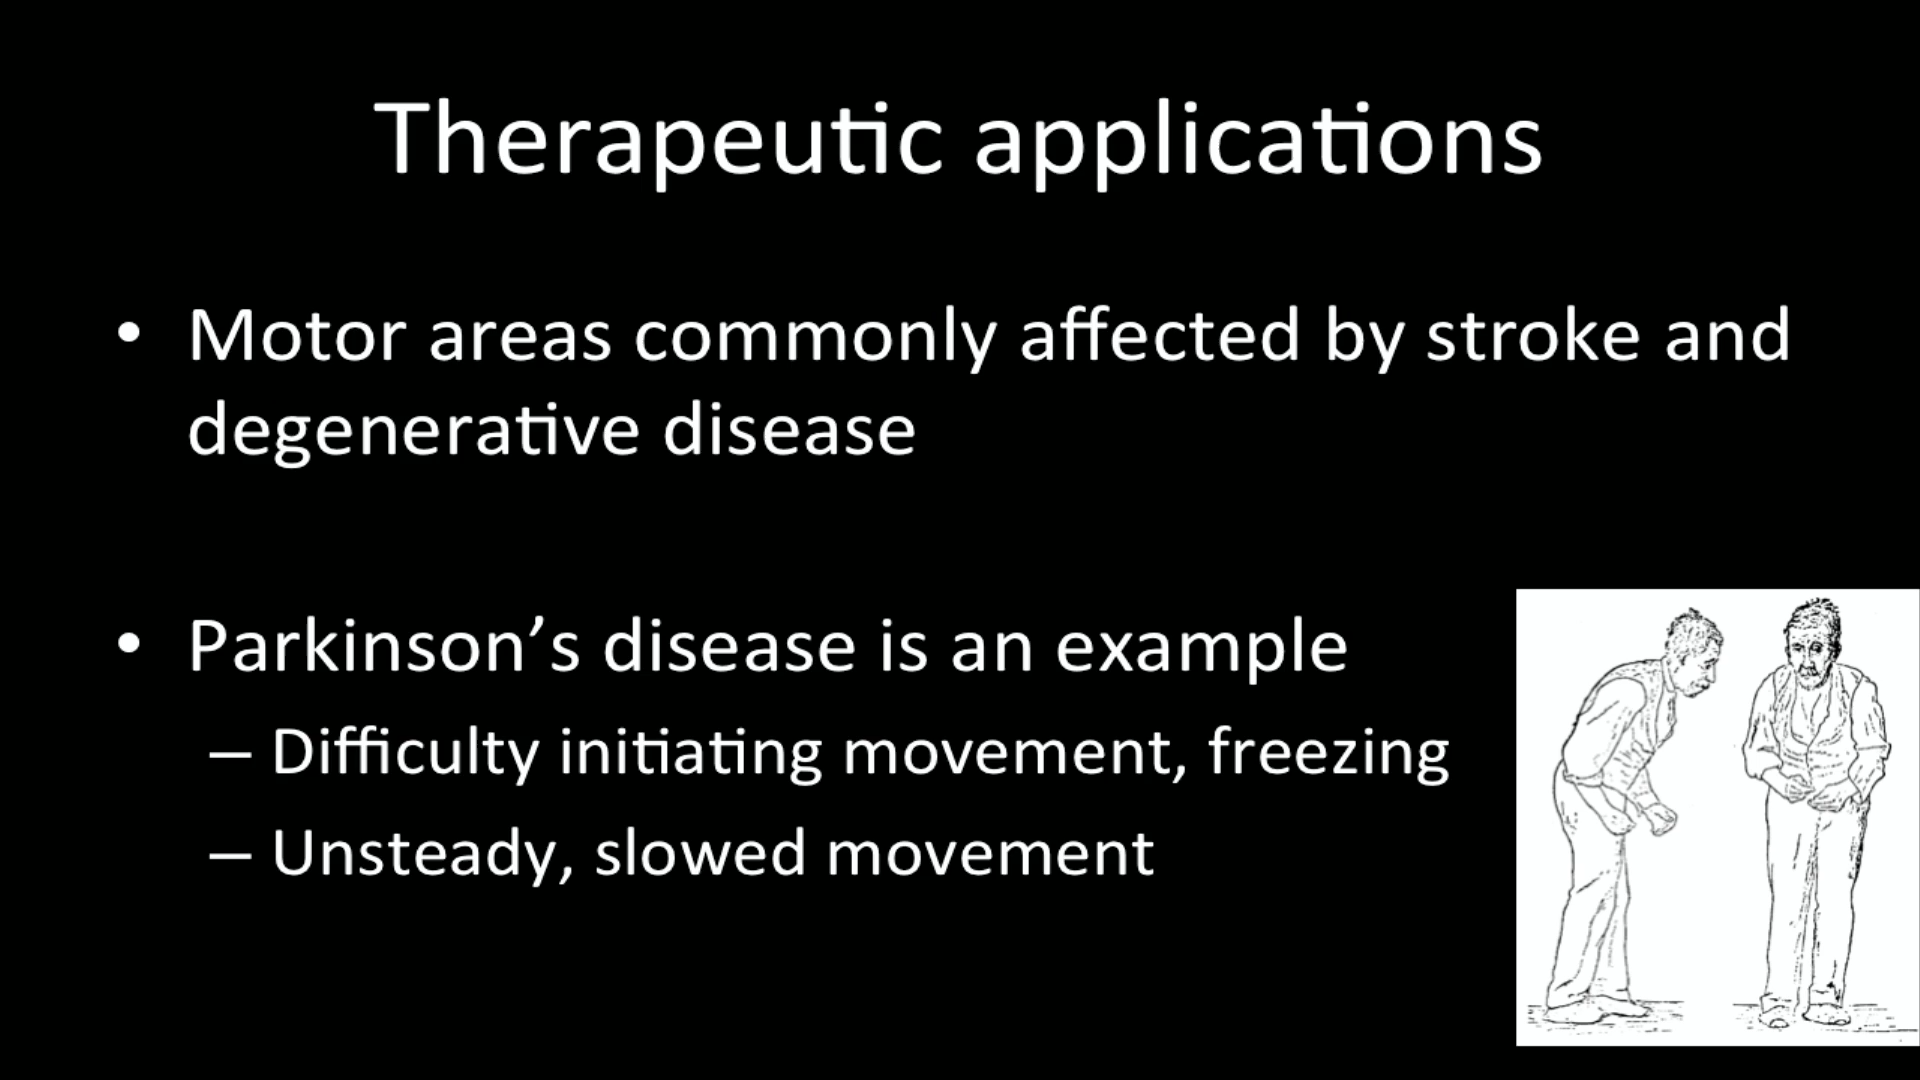 Therapeutic applications
• Motor areas commonly affected by stroke and
degenerative disease
• Parkinson’s disease is an example
– Difficulty initiating movement, freezing
– Unsteady, slowed movement